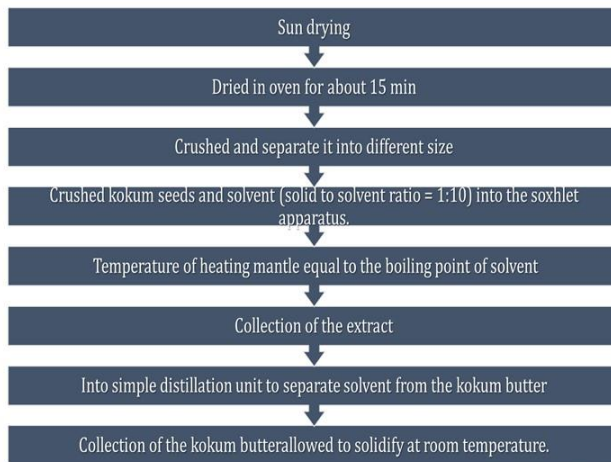 Sun drying
Dried in oven for about 15 min
Crushed and separate it into different size
Crushed kokum seeds and solvent (solid to solvent ratio = 1:10) into the soxhlet
apparatus.
Temperature of heating mantle equal to the boiling point of solvent
Collection of the extract
Into simple distillation unit to separate solvent from the kokum butter
Collection of the kokum butterallowed to solidify at room temperature.